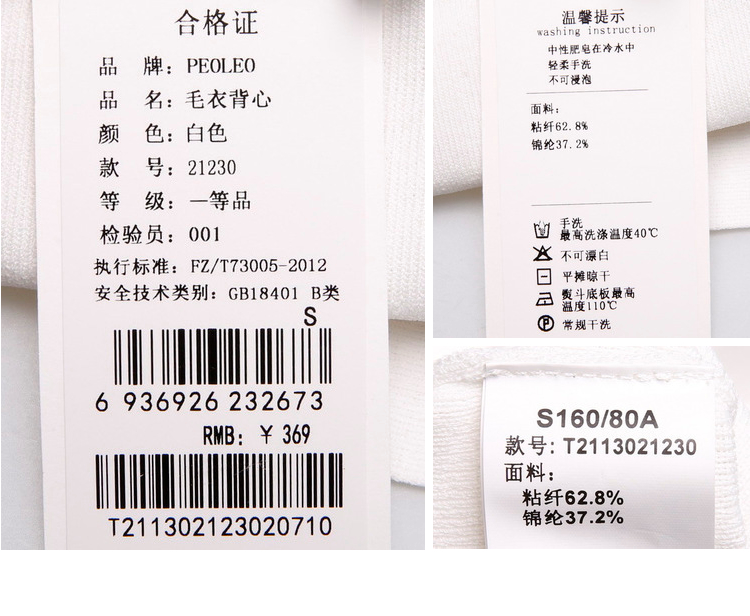 合格证
品 牌：PEOLEO
品 名：毛衣背心
颜 色：白色
款 号：21230
等 级：一等品
检验员：001
执行标准：FZ/T73005-2012
安全技术类别：GB18401 B类
S
6 936926 232673
RMB：￥369
T211302123020710
温馨提示
washing instruction
中性肥皂在冷水中
轻柔手洗
不可浸泡
面料：
粘纤62.8%
锦纶37.2%
手洗
最高洗涤温度40℃
不可漂白
平摊晾干
熨斗底板最高
温度110℃
常规干洗
S160/80A
款号：T2113021230
面料：
粘纤62.8%
锦纶37.2%